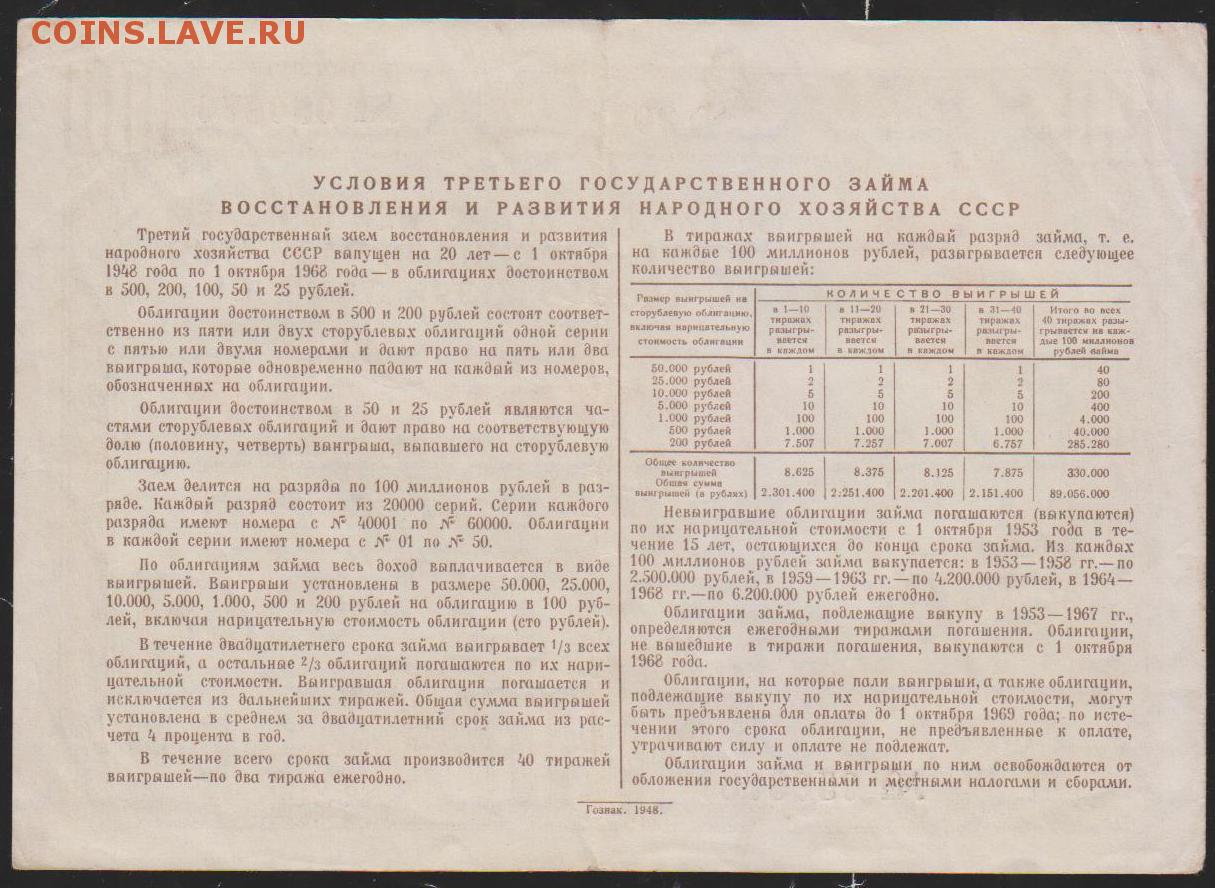 COINS.LAVE.RU
УСЛОВИЯ ТРЕТЬЕГО ГОСУДАРСТВЕННОГО ЗАЙМА
ВОССТАНОВЛЕНИЯ И РАЗВИТИЯ НАРОДНОГО ХОЗЯЙСТВА СССР
Третий государственный заем восстановления и развития
народного хозяйства СССР выпущен на 20 лет — с 1 октября
1948 года по 1 октября 1968 года — в облигациях достоинством
в 500, 200, 100, 50 и 25 рублей.
Облигации достоинством в 500 и 200 рублей состоят соответ-
ственно из пяти или двух сторублевых облигаций одной серии
с пятью или двумя номерами и дают право на пять или два
выигрыша, которые одновременно падают на каждый из номеров,
обозначенных на облигации.
Облигации достоинством в 50 и 25 рублей являются ча-
стями сторублевых облигаций и дают право на соответствующую
долю (половину, четверть) выигрыша, выпавшего на сторублевую
облигацию.
Заем делится на разряды по 100 миллионов рублей в раз-
ряде. Каждый разряд состоит из 20000 серий. Серии каждого
разряда имеют номера с № 40001 по № 60000. Облигации
в каждой серии имеют номера с № 01 по № 50.
По облигациям займа весь доход выплачивается в виде
выигрышей. Выигрыши установлены в размере 50.000, 25.000,
10.000, 5.000, 1.000, 500 и 200 рублей на облигацию в 100 руб-
лей, включая нарицательную стоимость облигации (сто рублей).
В течение двадцатилетнего срока займа выигрывает 1/3 всех
облигаций, а остальные 2/3 облигаций погашаются по их нари-
цательной стоимости. Выигравшая облигация погашается и
исключается из дальнейших тиражей. Общая сумма выигрышей
установлена в среднем за двадцатилетний срок займа из рас-
чета 4 процента в год.
В течение всего срока займа производится 40 тиражей
выигрышей—по два тиража ежегодно.
В тиражах выигрышей на каждый разряд займа, т. е.
на каждые 100 миллионов рублей, разыгрывается следующее
количество выигрышей:
Размер выигрышей на
сторублевую облигацию,
включая нарицательную
стоимость облигации
КОЛИЧЕСТВО ВЫИГРЫШЕЙ
в 1—10
тиражах
разыгры-
вается
в каждом
в 11—20
тиражах
разыгры-
вается
в каждом
в 21—30
тиражах
разыгры-
вается
в каждом
в 31—40
тиражах
разыгры-
вается
в каждом
Итого во всех
40 тиражах разы-
грывается на каж-
дые 100 миллионов
рублей займа
50.000 рублей 1 1 1 1 40
25.000 рублей 2 2 2 2 80
10.000 рублей 5 5 5 5 200
5.000 рублей 10 10 10 10 400
1.000 рублей 100 100 100 100 4.000
500 рублей 1.000 1.000 1.000 1.000 40.000
200 рублей 7.507 7.257 7.007 6.757 285.280
Общее количество
выигрышей 8.625 8.375 8.125 7.875 330.000
Общая сумма
выигрышей (в рублях) 2.301.400 2.251.400 2.201.400 2.151.400 89.056.000
Невыигравшие облигации займа погашаются (выкупаются)
по их нарицательной стоимости с 1 октября 1953 года в те-
чение 15 лет, остающихся до конца срока займа. Из каждых
100 миллионов рублей займа выкупается: в 1953—1958 гг.—по
2.500.000 рублей, в 1959—1963 гг.—по 4.200.000 рублей, в 1964—
1968 гг.—по 6.200.000 рублей ежегодно.
Облигации займа, подлежащие выкупу в 1953—1967 гг.,
определяются ежегодными тиражами погашения. Облигации,
не вышедшие в тиражи погашения, выкупаются с 1 октября
1968 года.
Облигации, на которые пали выигрыши, а также облигации,
подлежащие выкупу по их нарицательной стоимости, могут
быть предъявлены для оплаты до 1 октября 1969 года; по исте-
чении этого срока облигации, не предъявленные к оплате,
утрачивают силу и оплате не подлежат.
Облигации займа и выигрыши по ним освобождаются от
обложения государственными и местными налогами и сборами.
Гознак. 1948.